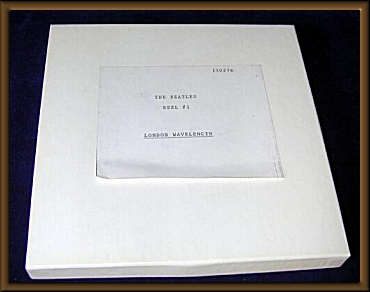 110276
THE BEATLES
REEL #1
LONDON WAVELENGTH